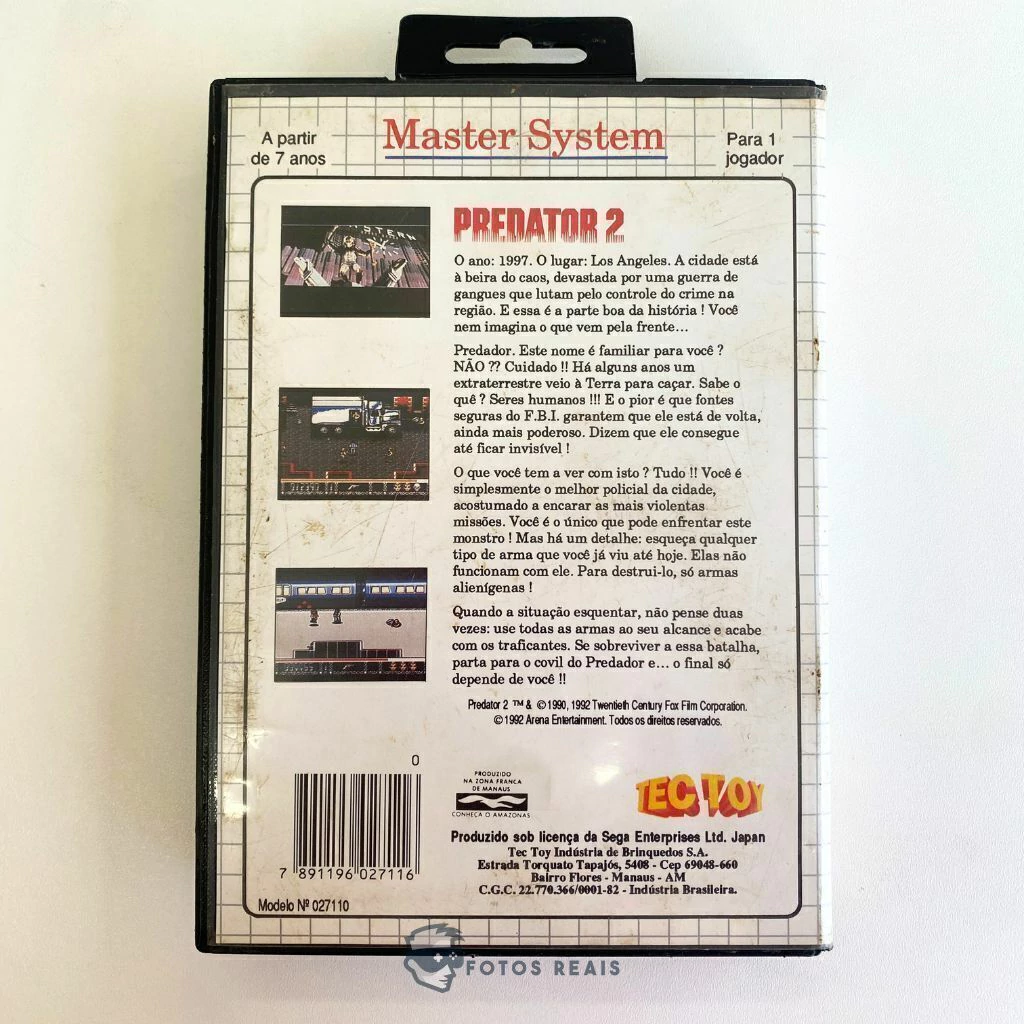 A partir
de 7 anos
Master System
Para 1
jogador
PREDATOR 2
O ano: 1997. O lugar: Los Angeles. A cidade está
à beira do caos, devastada por uma guerra de
gangues que lutam pelo controle do crime na
região. E essa é a parte boa da história ! Você
nem imagina o que vem pela frente...
Predador. Este nome é familiar para você ?
NÃO ?? Cuidado !! Há alguns anos um
extraterrestre veio à Terra para caçar. Sabe o
quê ? Seres humanos !!! E o pior é que fontes
seguras do F.B.I. garantem que ele está de volta,
ainda mais poderoso. Dizem que ele consegue
até ficar invisível !
O que você tem a ver com isto ? Tudo !! Você é
simplesmente o melhor policial da cidade,
acostumado a encarar as mais violentas
missões. Você é o único que pode enfrentar este
monstro ! Mas há um detalhe: esqueça qualquer
tipo de arma que você já viu até hoje. Elas não
funcionam com ele. Para destrui-lo, só armas
alienígenas !
Quando a situação esquentar, não pense duas
vezes: use todas as armas ao seu alcance e acabe
com os traficantes. Se sobreviver a essa batalha,
parta para o covil do Predador e... o final só
depende de você !!
Predator 2 ™ & © 1990, 1992 Twentieth Century Fox Film Corporation.
© 1992 Arena Entertainment. Todos os direitos reservados.
0
7 891196 027116
Modelo Nº 027110
PRODUZIDO
NA ZONA FRANCA
DE MANAUS
CONHEÇA O AMAZONAS
TEC TOY
Produzido sob licença da Sega Enterprises Ltd. Japan
Tec Toy Indústria de Brinquedos S.A.
Estrada Torquato Tapajós, 5408 - Cep 69048-660
Bairro Flores - Manaus - AM
C.G.C. 22.770.366/0001-82 - Indústria Brasileira.
FOTOS REAIS